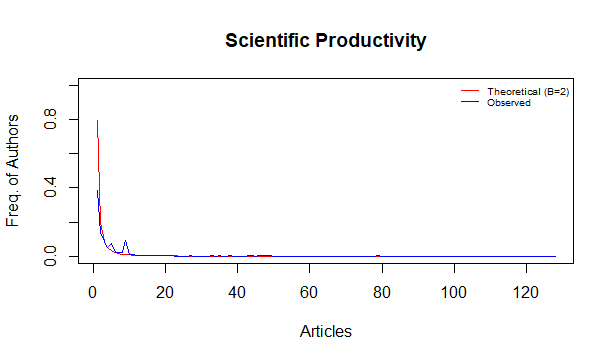 Scientific Productivity
Theoretical (B=2)
Observed
Freq. of Authors
0.8
0.4
0.0
0 20 40 60 80 100 120
Articles